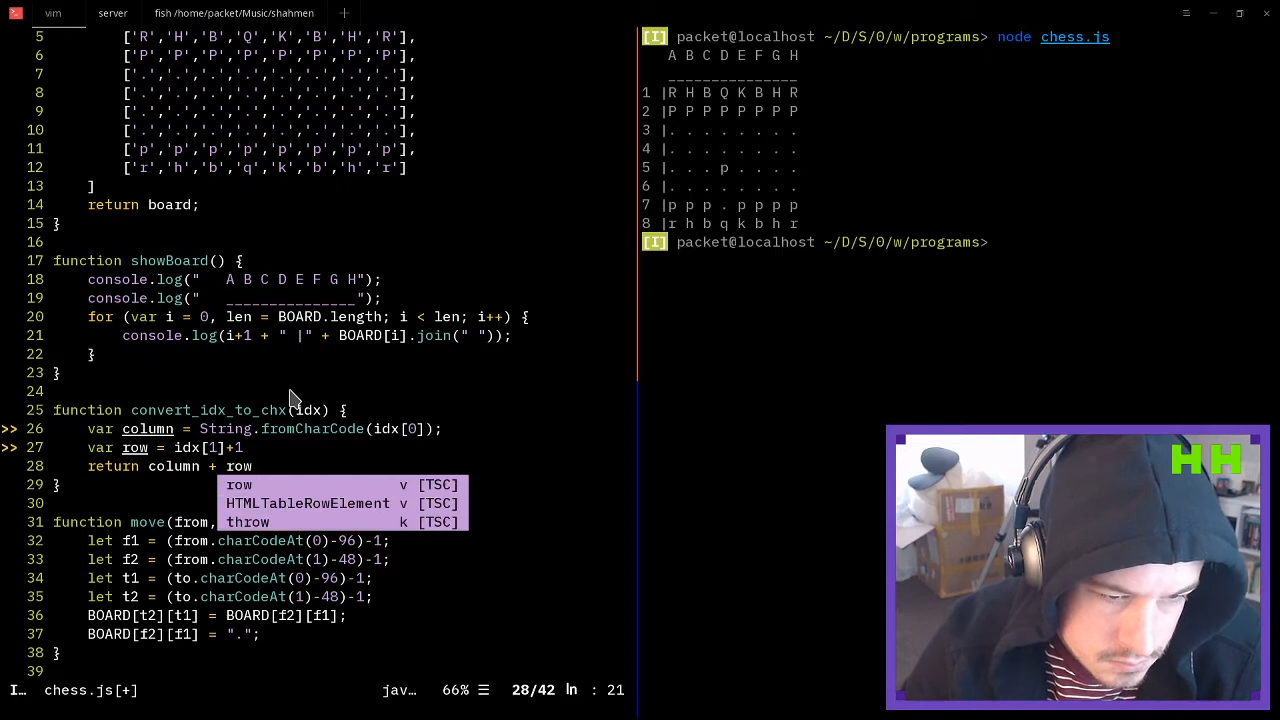 vim server fish /home/packet/Music/shahmen
5 ['R','H','B','Q','K','B','H','R'],
6 ['P','P','P','P','P','P','P','P'],
7 ['.','.','.','.','.','.','.','.'],
8 ['.','.','.','.','.','.','.','.'],
9 ['.','.','.','.','.','.','.','.'],
10 ['.','.','.','.','.','.','.','.'],
11 ['p','p','p','p','p','p','p','p'],
12 ['r','h','b','q','k','b','h','r']
13 ]
14 return board;
15 }
16
17 function showBoard() {
18 console.log("   A B C D E F G H");
19 console.log("   _______________");
20 for (var i = 0, len = BOARD.length; i < len; i++) {
21 console.log(i+1 + " |" + BOARD[i].join(" "));
22 }
23 }
24
25 function convert_idx_to_chx(idx) {
>> 26 var column = String.fromCharCode(idx[0]);
>> 27 var row = idx[1]+1
28 return column + row
29 }
row v [TSC]
30
HTMLTableRowElement v [TSC]
31 function move(from,
throw k [TSC]
32 let f1 = (from.charCodeAt(0)-96)-1;
33 let f2 = (from.charCodeAt(1)-48)-1;
34 let t1 = (to.charCodeAt(0)-96)-1;
35 let t2 = (to.charCodeAt(1)-48)-1;
36 BOARD[t2][t1] = BOARD[f2][f1];
37 BOARD[f2][f1] = ".";
38 }
39
I… chess.js[+] jav… 66% ☰ 28/42 ln : 21
[I] packet@localhost ~/D/S/0/w/programs> node chess.js
A B C D E F G H
_______________
1 |R H B Q K B H R
2 |P P P P P P P P
3 |. . . . . . . .
4 |. . . . . . . .
5 |. . . p . . . .
6 |. . . . . . . .
7 |p p p . p p p p
8 |r h b q k b h r
[I] packet@localhost ~/D/S/0/w/programs>
HH